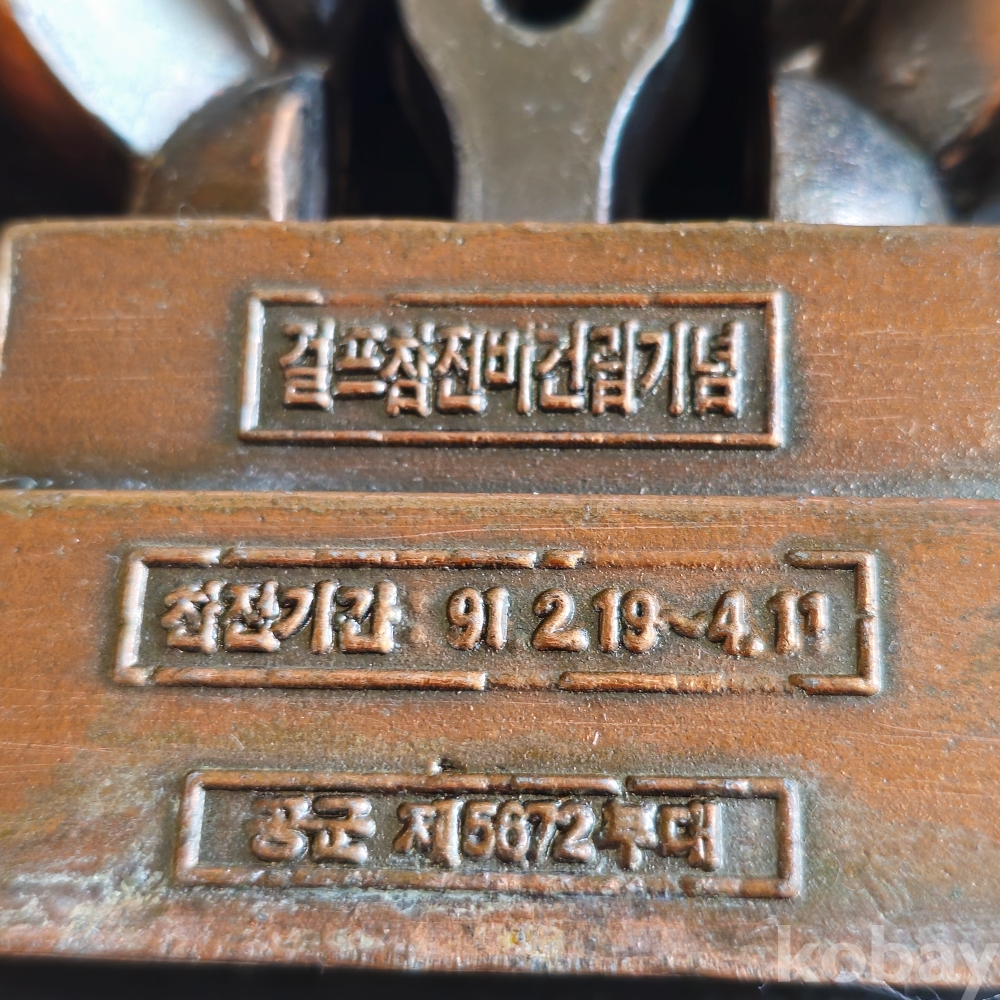 걸프참전비건립기념
참전기간 91 2.19~4.11
공군 제5672부대
kobay